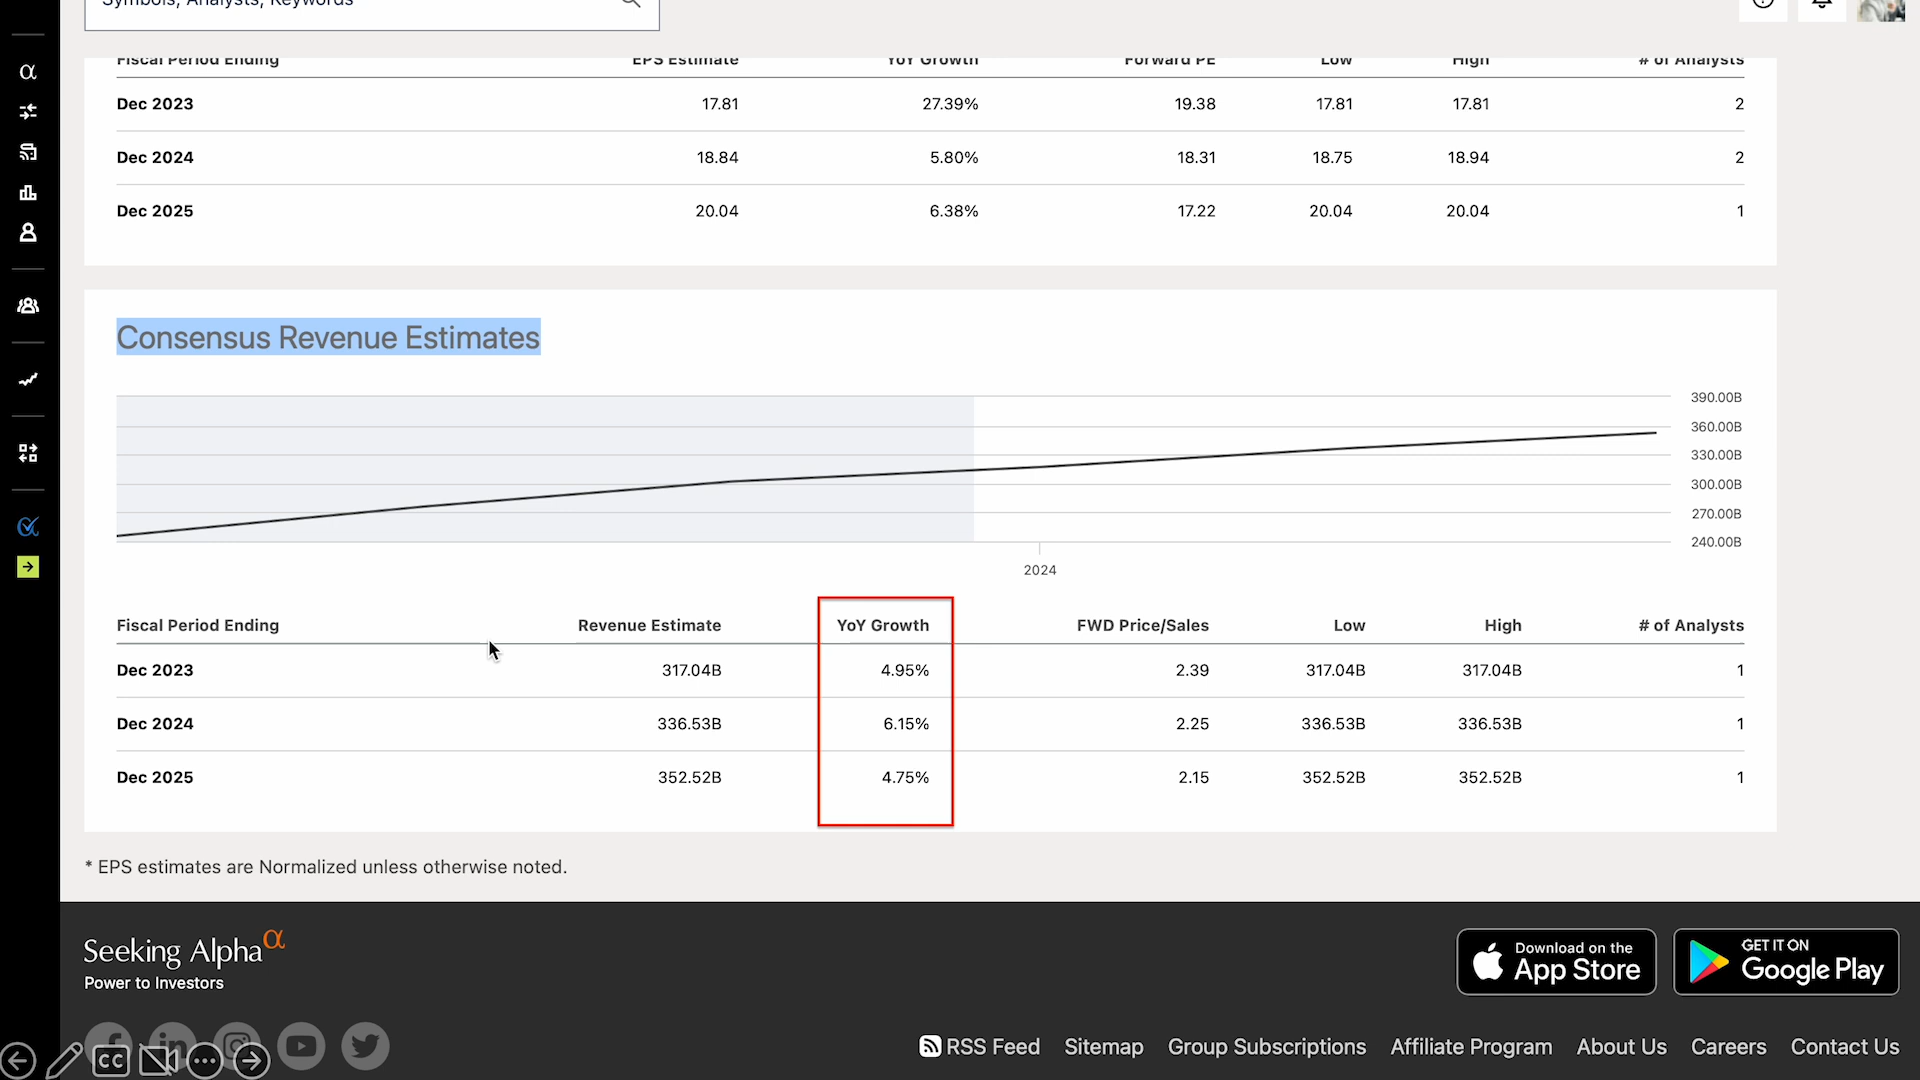 Symbols, Analysts, Keywords
Fiscal Period Ending EPS Estimate YoY Growth Forward PE Low High # of Analysts
Dec 2023 17.81 27.39% 19.38 17.81 17.81 2
Dec 2024 18.84 5.80% 18.31 18.75 18.94 2
Dec 2025 20.04 6.38% 17.22 20.04 20.04 1
Consensus Revenue Estimates
390.00B
360.00B
330.00B
300.00B
270.00B
240.00B
2024
Fiscal Period Ending Revenue Estimate YoY Growth FWD Price/Sales Low High # of Analysts
Dec 2023 317.04B 4.95% 2.39 317.04B 317.04B 1
Dec 2024 336.53B 6.15% 2.25 336.53B 336.53B 1
Dec 2025 352.52B 4.75% 2.15 352.52B 352.52B 1
* EPS estimates are Normalized unless otherwise noted.
Seeking Alpha α
Power to Investors
Download on the
App Store
GET IT ON
Google Play
RSS Feed Sitemap Group Subscriptions Affiliate Program About Us Careers Contact Us
CC